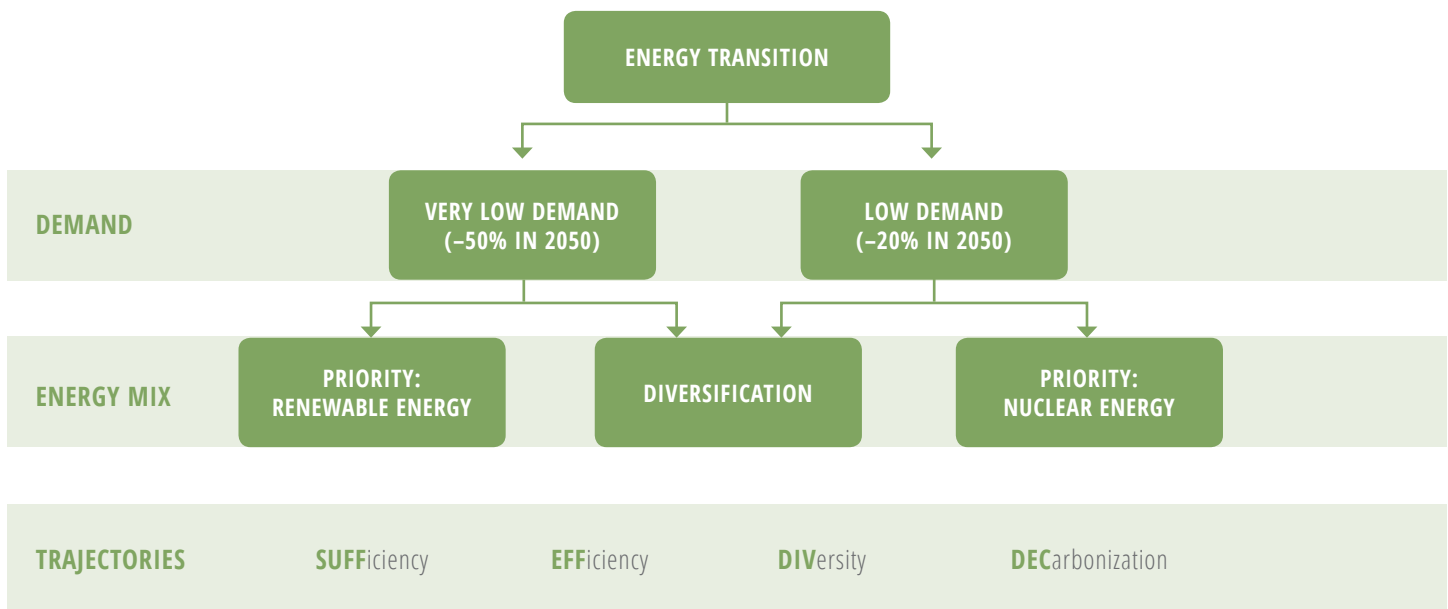 ENERGY TRANSITION
DEMAND
VERY LOW DEMAND
(–50% IN 2050)
LOW DEMAND
(–20% IN 2050)
ENERGY MIX
PRIORITY:
RENEWABLE ENERGY
DIVERSIFICATION
PRIORITY:
NUCLEAR ENERGY
TRAJECTORIES
SUFFiciency
EFFiciency
DIVersity
DECarbonization